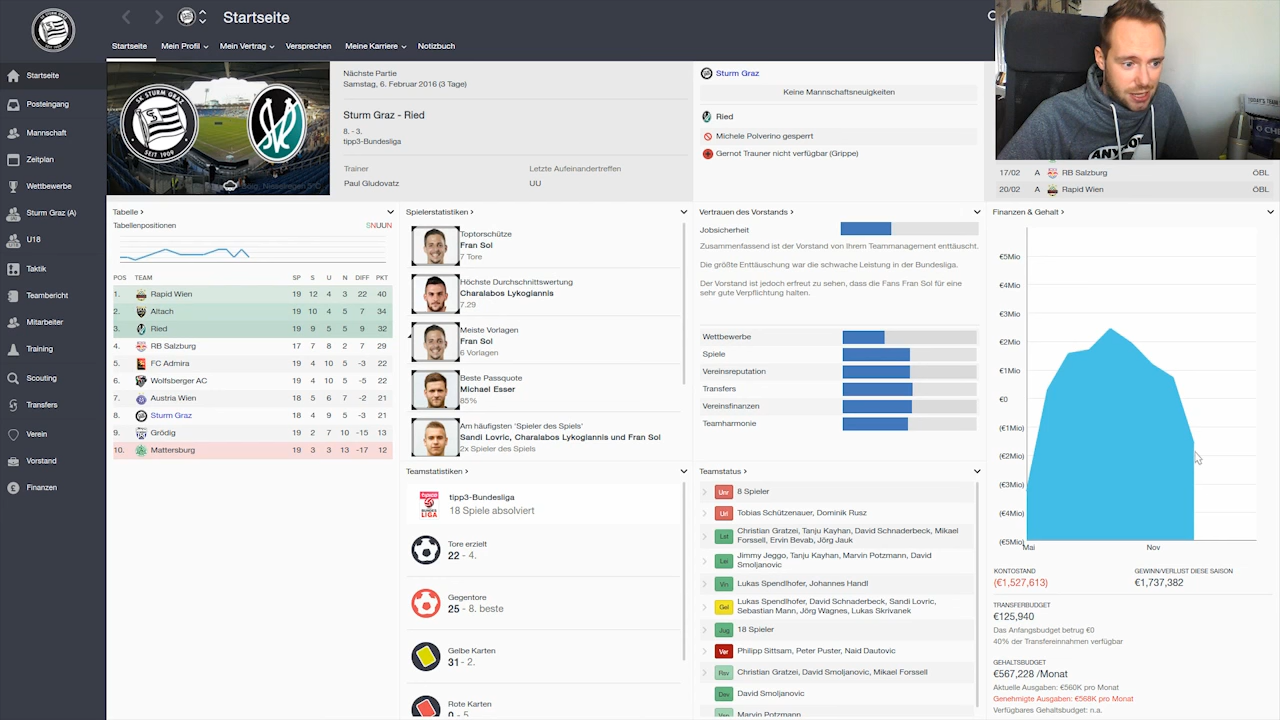 Startseite
Startseite
Mein Profil
Mein Vertrag
Versprechen
Meine Karriere
Notizbuch
Startseite
Posteingang
Mannschaft
Zeitplan
Wettbewerbe
Sturm Graz (A)
U18
Taktik
Teambericht
Mitarbeiter
Training
Scouting
Transfers
Verein
Vorstand
Finanzen
Nächste Partie
Samstag, 6. Februar 2016 (3 Tage)
Sturm Graz - Ried
8. - 3.
tipp3-Bundesliga
Trainer
Paul Gludovatz
Letzte Aufeinandertreffen
UU
Sturm Graz
Keine Mannschaftsneuigkeiten
Ried
Michele Polverino gesperrt
Gernot Trauner nicht verfügbar (Grippe)
17/02 A RB Salzburg ÖBL
20/02 A Rapid Wien ÖBL
Tabelle >
Tabellenpositionen
SNUUN
POS TEAM SP S U N DIFF PKT
1. Rapid Wien 19 12 4 3 22 40
2. Altach 19 10 4 5 7 34
3. Ried 19 9 5 5 9 32
4. RB Salzburg 17 7 8 2 7 29
5. FC Admira 19 4 10 5 -3 22
6. Wolfsberger AC 19 4 10 5 -5 22
7. Austria Wien 18 5 6 7 -2 21
8. Sturm Graz 18 4 9 5 -3 21
9. Grödig 19 2 7 10 -15 13
10. Mattersburg 19 3 3 13 -17 12
Spielerstatistiken >
Toptorschütze
Fran Sol
7 Tore
Höchste Durchschnittswertung
Charalabos Lykogiannis
7.29
Meiste Vorlagen
Fran Sol
6 Vorlagen
Beste Passquote
Michael Esser
85%
Am häufigsten 'Spieler des Spiels'
Sandi Lovric, Charalabos Lykogiannis und Fran Sol
2x Spieler des Spiels
Teamstatistiken >
tipp3-Bundesliga
18 Spiele absolviert
Tore erzielt
22 - 4.
Gegentore
25 - 8. beste
Gelbe Karten
31 - 2.
Rote Karten
0 - 5.
Vertrauen des Vorstands >
Jobsicherheit
Zusammenfassend ist der Vorstand von Ihrem Teammanagement enttäuscht.
Die größte Enttäuschung war die schwache Leistung in der Bundesliga.
Der Vorstand ist jedoch erfreut zu sehen, dass die Fans Fran Sol für eine
sehr gute Verpflichtung halten.
Wettbewerbe
Spiele
Vereinsreputation
Transfers
Vereinsfinanzen
Teamharmonie
Teamstatus >
Unv 8 Spieler
Url Tobias Schützenauer, Dominik Rusz
Lst Christian Gratzei, Tanju Kayhan, David Schnaderbeck, Mikael
Forssell, Ervin Bevab, Jörg Jauk
Lei Jimmy Jeggo, Tanju Kayhan, Marvin Potzmann, David
Smoljanovic
Vin Lukas Spendlhofer, Johannes Handl
Gel Lukas Spendlhofer, David Schnaderbeck, Sandi Lovric,
Sebastian Mann, Jörg Wagnes, Lukas Skrivanek
Jug 18 Spieler
Ver Philipp Sittsam, Peter Puster, Naid Dautovic
Rsv Christian Gratzei, David Smoljanovic, Mikael Forssell
David Smoljanovic
Marvin Potzmann
Finanzen & Gehalt >
€5Mio
€4Mio
€3Mio
€2Mio
€1Mio
€0
(€1Mio)
(€2Mio)
(€3Mio)
(€4Mio)
(€5Mio)
Mai
Nov
KONTOSTAND
(€1,527,613)
GEWINN/VERLUST DIESE SAISON
€1,737,382
TRANSFERBUDGET
€125,940
Das Anfangsbudget betrug €0
40% der Transfereinnahmen verfügbar
GEHALTSBUDGET
€567,228 /Monat
Aktuelle Ausgaben: €560K pro Monat
Genehmigte Ausgaben: €568K pro Monat
Verfügbares Gehaltsbudget: n.a.